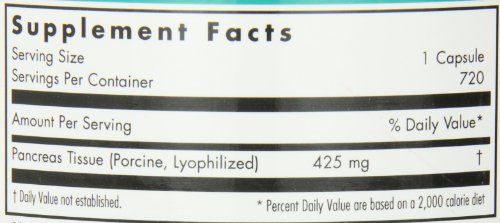 Supplement Facts
Serving Size 1 Capsule
Servings Per Container 720
Amount Per Serving % Daily Value*
Pancreas Tissue (Porcine, Lyophilized) 425 mg †
† Daily Value not established. * Percent Daily Value are based on a 2,000 calorie diet